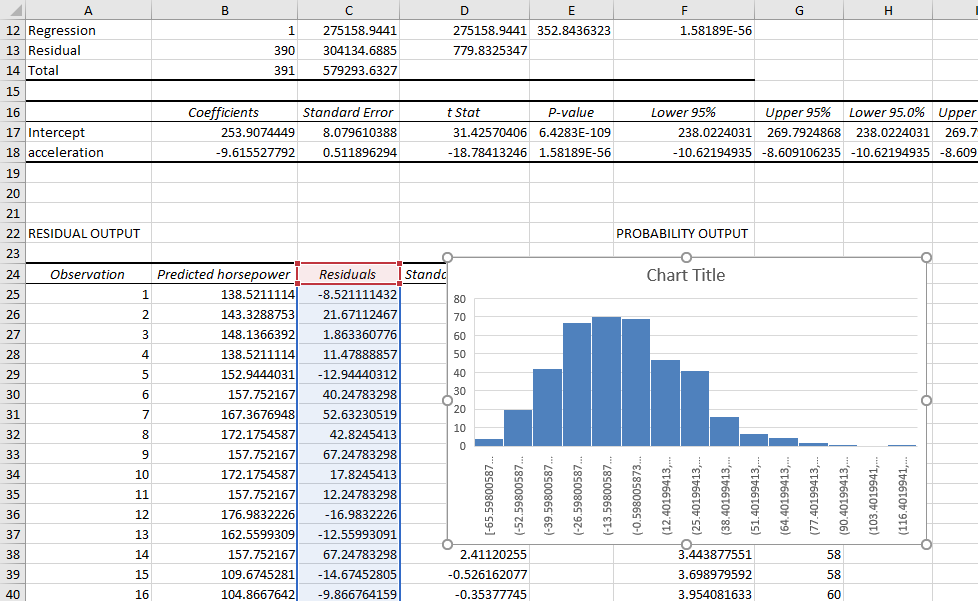 A B C D E F G H
12 Regression 1 275158.9441 275158.9441 352.8436323 1.58189E-56
13 Residual 390 304134.6885 779.8325347
14 Total 391 579293.6327
15
16 Coefficients Standard Error t Stat P-value Lower 95% Upper 95% Lower 95.0% Upper
17 Intercept 253.9074449 8.079610388 31.42570406 6.4283E-109 238.0224031 269.7924868 238.0224031 269.7
18 acceleration -9.615527792 0.511896294 -18.78413246 1.58189E-56 -10.62194935 -8.609106235 -10.62194935 -8.609
19
20
21
22 RESIDUAL OUTPUT PROBABILITY OUTPUT
23
24 Observation Predicted horsepower Residuals Standa
25 1 138.5211114 -8.521111432
26 2 143.3288753 21.67112467
27 3 148.1366392 1.863360776
28 4 138.5211114 11.47888857
29 5 152.9444031 -12.94440312
30 6 157.752167 40.24783298
31 7 167.3676948 52.63230519
32 8 172.1754587 42.8245413
33 9 157.752167 67.24783298
34 10 172.1754587 17.8245413
35 11 157.752167 12.24783298
36 12 176.9832226 -16.9832226
37 13 162.5599309 -12.55993091
38 14 157.752167 67.24783298 2.41120255 3.443877551 58
39 15 109.6745281 -14.67452805 -0.526162077 3.698979592 58
40 16 104.8667642 -9.866764159 -0.35377745 3.954081633 60
Chart Title
80
70
60
50
40
30
20
10
0
[-65.59800587...
(-52.59800587...
(-39.59800587...
(-26.59800587...
(-13.59800587...
(-0.598005873...
(12.40199413,...
(25.40199413,...
(38.40199413,...
(51.40199413,...
(64.40199413,...
(77.40199413,...
(90.40199413,...
(103.4019941,...
(116.4019941,...